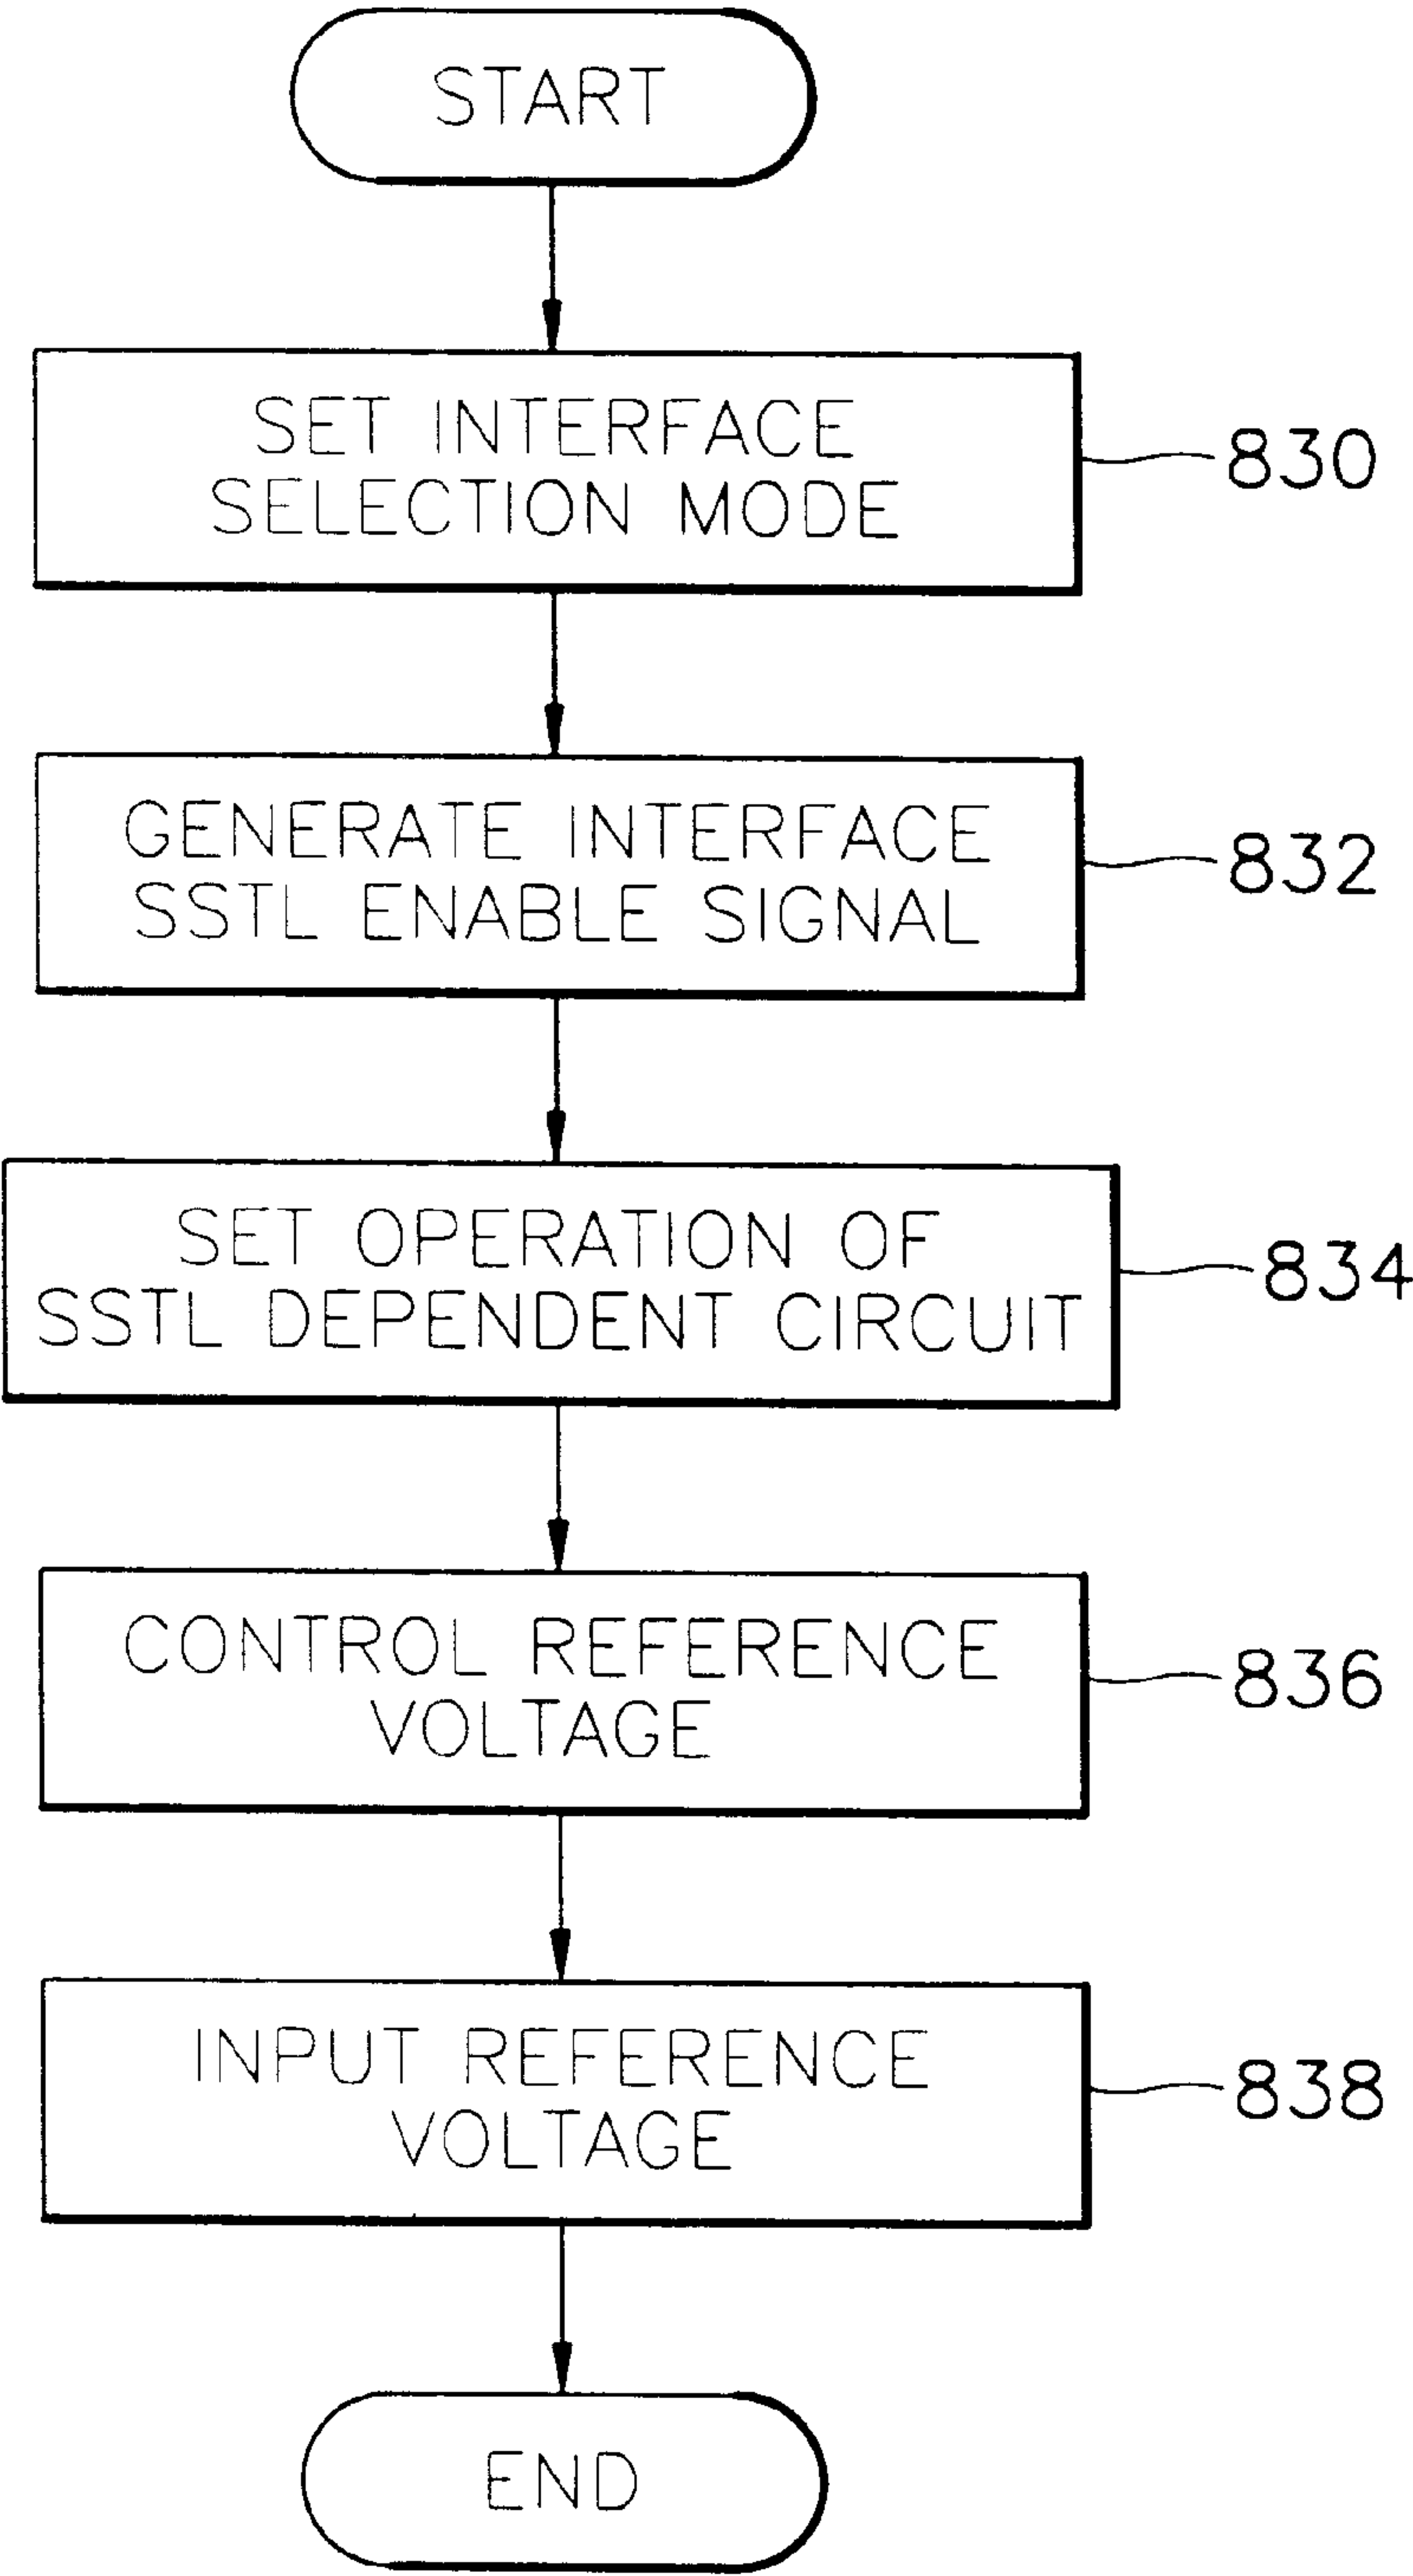 START
SET INTERFACE
SELECTION MODE
830
GENERATE INTERFACE
SSTL ENABLE SIGNAL
832
SET OPERATION OF
SSTL DEPENDENT CIRCUIT
834
CONTROL REFERENCE
VOLTAGE
836
INPUT REFERENCE
VOLTAGE
838
END